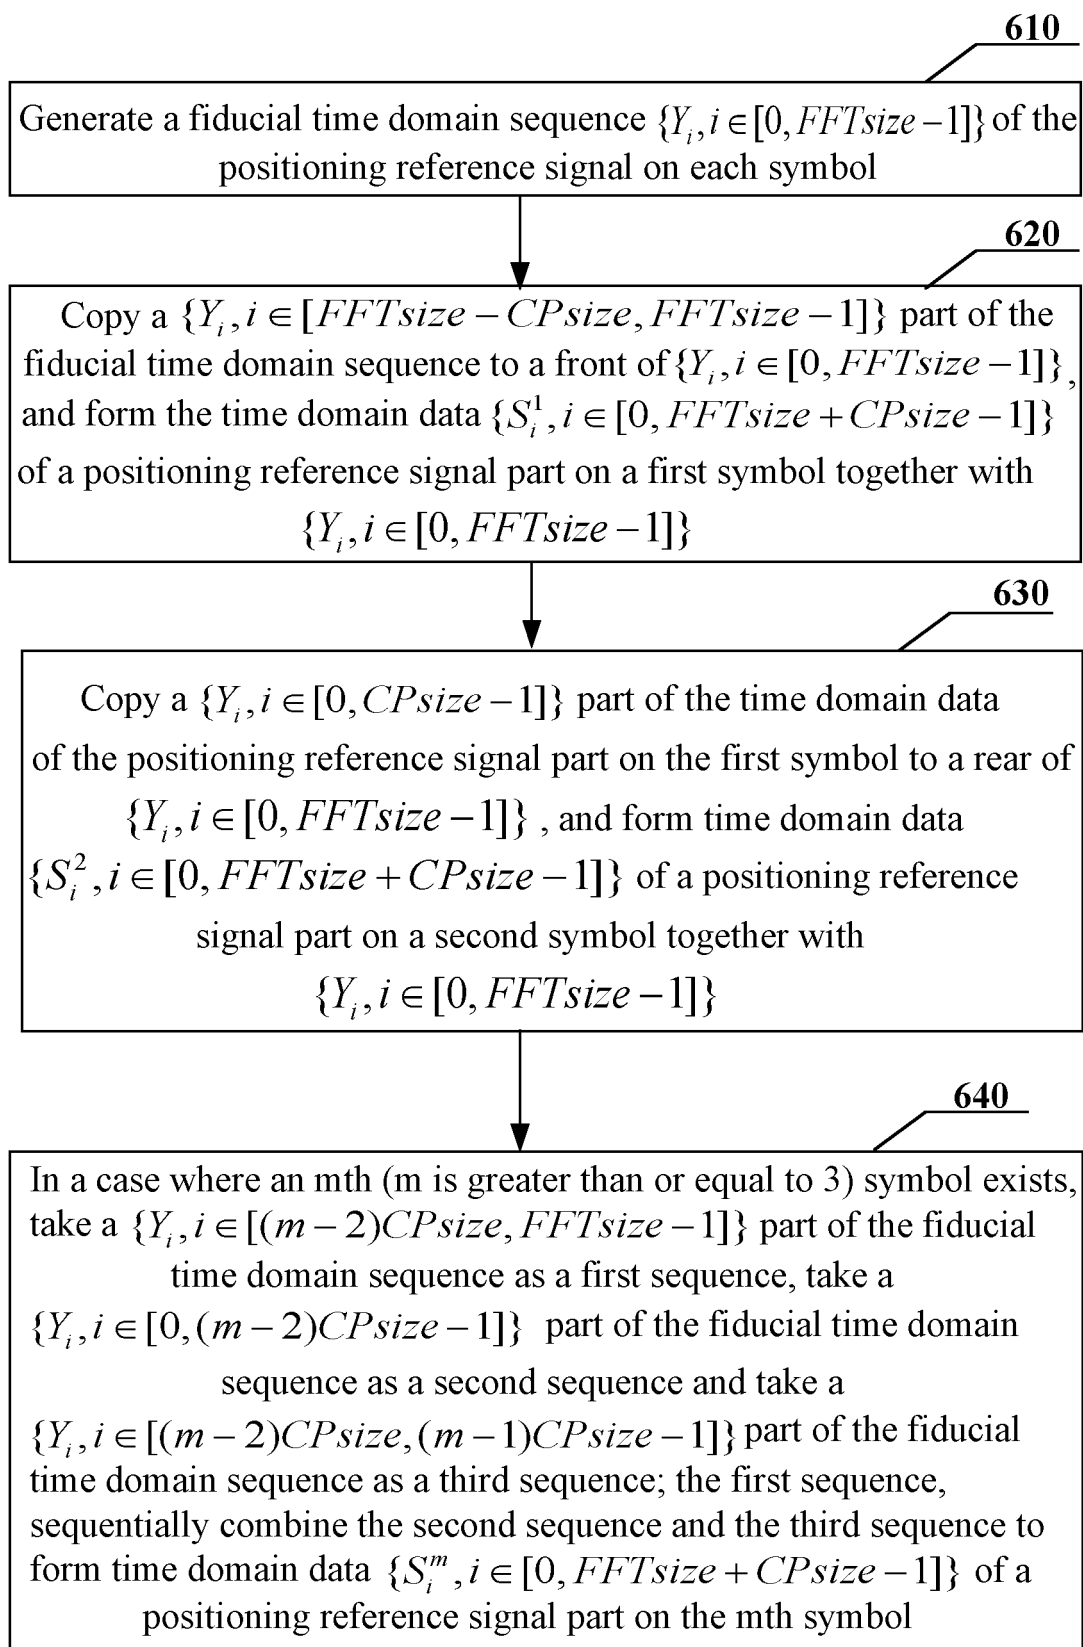 610
Generate a fiducial time domain sequence {Y_i, i ∈ [0, FFTsize − 1]} of the
positioning reference signal on each symbol
620
Copy a {Y_i, i ∈ [FFTsize − CPsize, FFTsize − 1]} part of the
fiducial time domain sequence to a front of {Y_i, i ∈ [0, FFTsize − 1]},
and form the time domain data {S_i^1, i ∈ [0, FFTsize + CPsize − 1]}
of a positioning reference signal part on a first symbol together with
{Y_i, i ∈ [0, FFTsize − 1]}
630
Copy a {Y_i, i ∈ [0, CPsize − 1]} part of the time domain data
of the positioning reference signal part on the first symbol to a rear of
{Y_i, i ∈ [0, FFTsize − 1]} , and form time domain data
{S_i^2, i ∈ [0, FFTsize + CPsize − 1]} of a positioning reference
signal part on a second symbol together with
{Y_i, i ∈ [0, FFTsize − 1]}
640
In a case where an mth (m is greater than or equal to 3) symbol exists,
take a {Y_i, i ∈ [(m − 2)CPsize, FFTsize − 1]} part of the fiducial
time domain sequence as a first sequence, take a
{Y_i, i ∈ [0, (m − 2)CPsize − 1]} part of the fiducial time domain
sequence as a second sequence and take a
{Y_i, i ∈ [(m − 2)CPsize, (m − 1)CPsize − 1]} part of the fiducial
time domain sequence as a third sequence; the first sequence,
sequentially combine the second sequence and the third sequence to
form time domain data {S_i^m, i ∈ [0, FFTsize + CPsize − 1]} of a
positioning reference signal part on the mth symbol